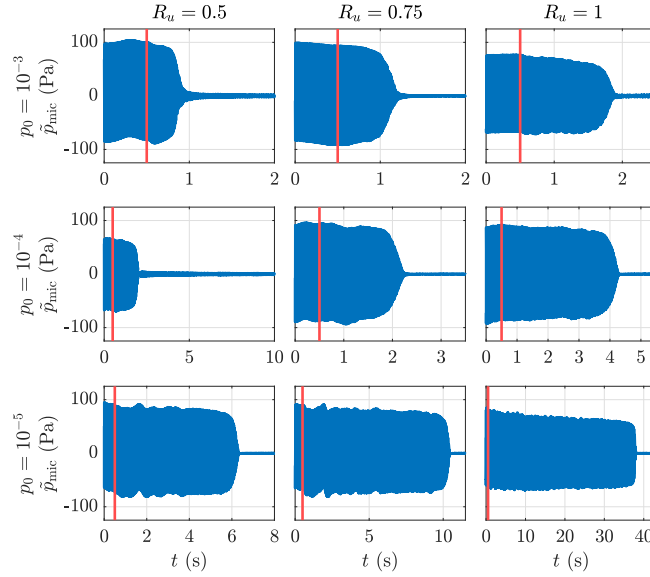 R_u = 0.5 R_u = 0.75 R_u = 1
p_0 = 10^{-3}
p̃_mic (Pa)
100
0
-100
0 1 2 0 1 2 0 1 2
p_0 = 10^{-4}
p̃_mic (Pa)
100
0
-100
0 5 10 0 1 2 3 0 1 2 3 4 5
p_0 = 10^{-5}
p̃_mic (Pa)
100
0
-100
0 2 4 6 8 0 5 10 0 10 20 30 40
t (s) t (s) t (s)